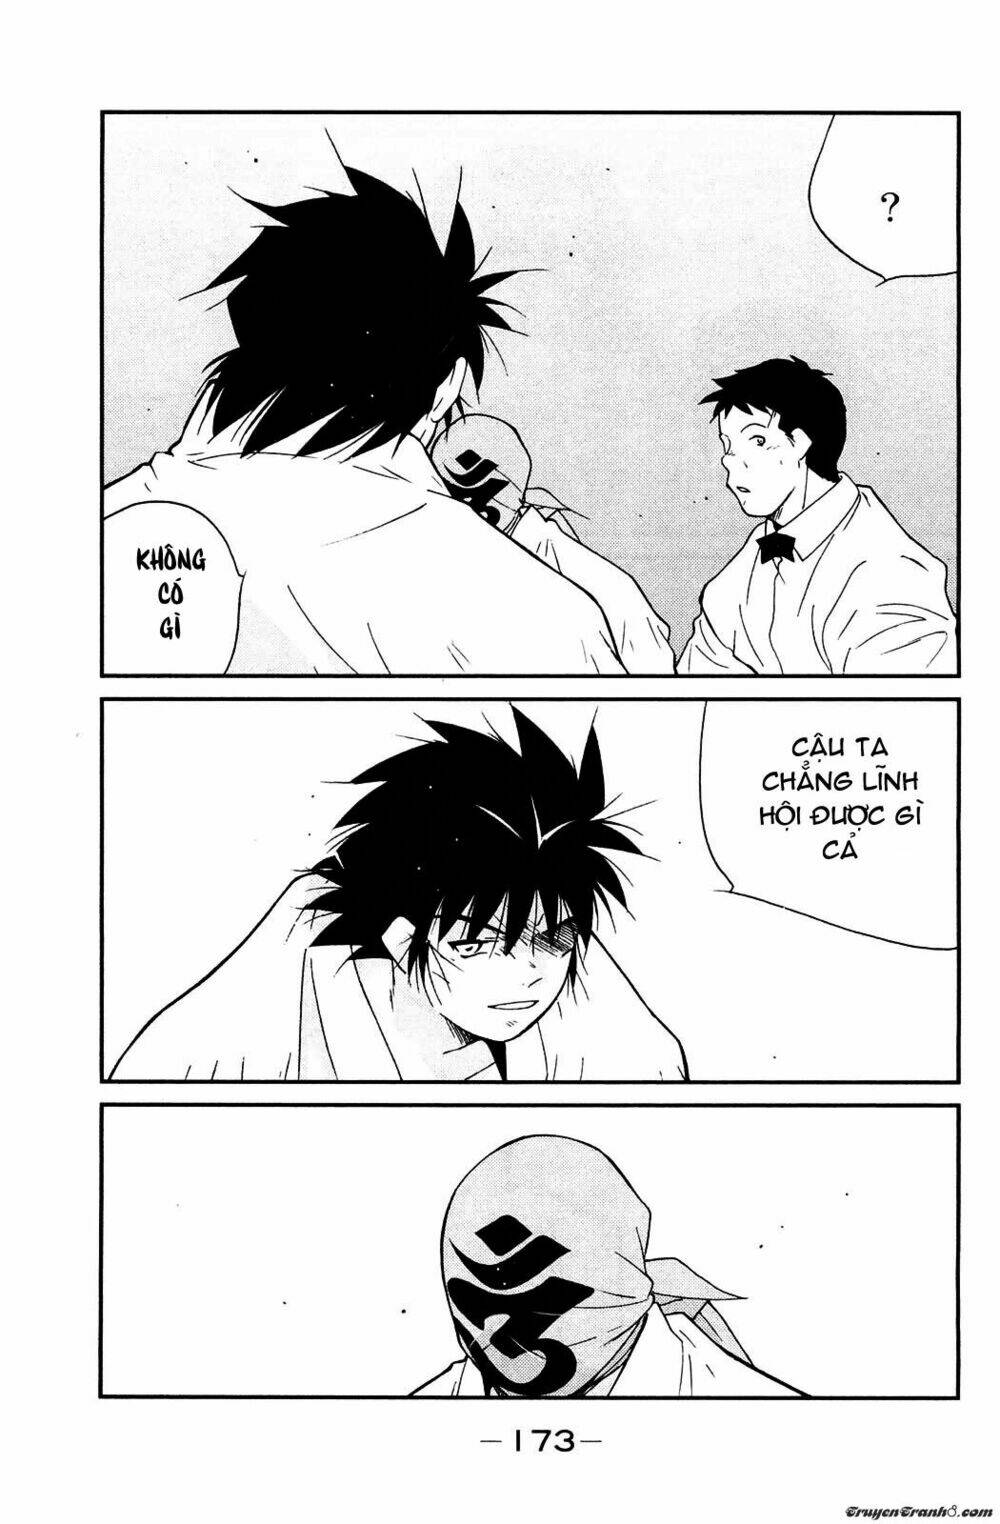 ?
KHÔNG
CÓ
GÌ
CẬU TA
CHẲNG LĨNH
HỘI ĐƯỢC GÌ
CẢ
—173—
TruyenTranh8.com